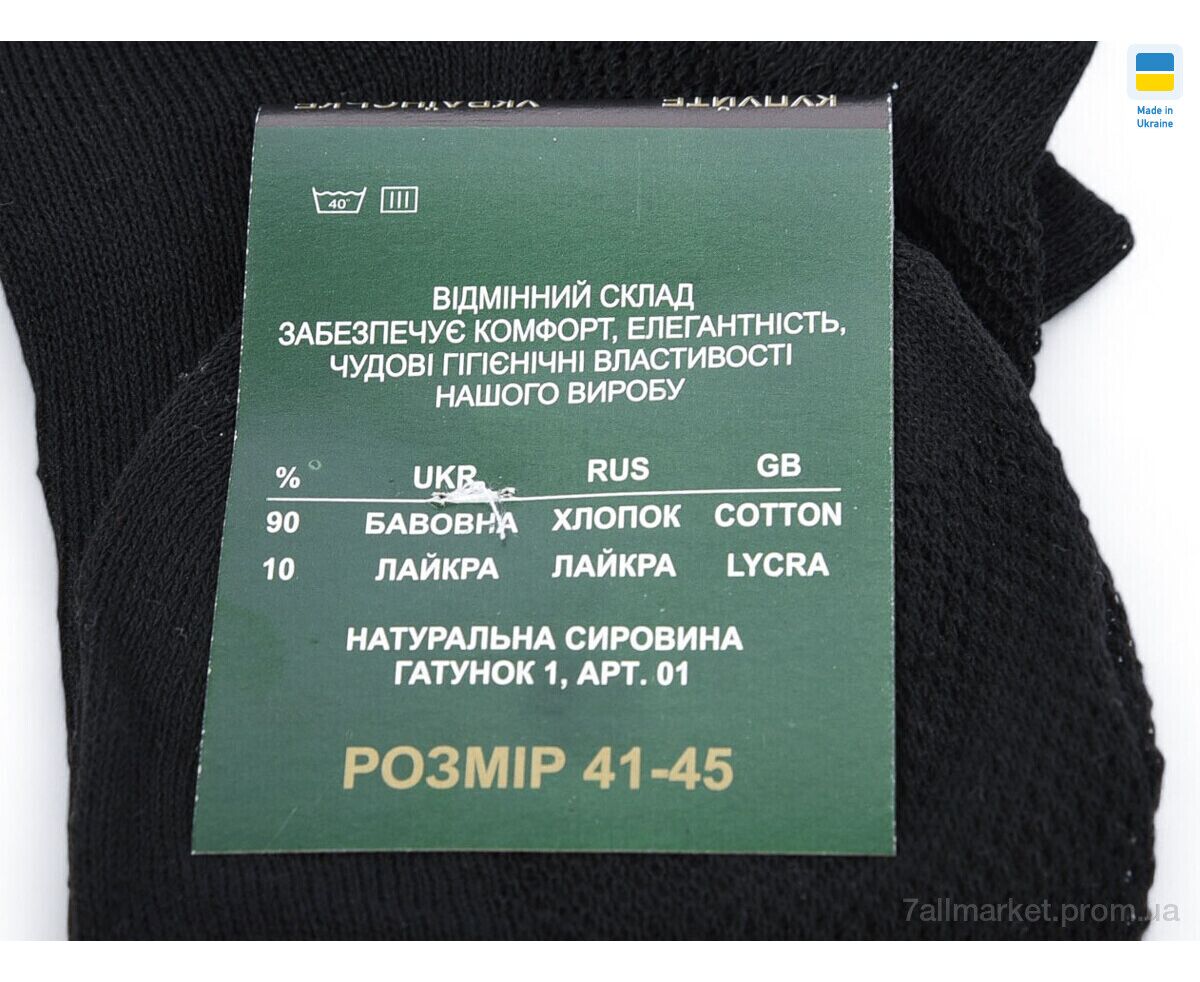 Made in
Ukraine
КУПУЙТЕ УКРАЇНСЬКЕ
40°
ВІДМІННИЙ СКЛАД
ЗАБЕЗПЕЧУЄ КОМФОРТ, ЕЛЕГАНТНІСТЬ,
ЧУДОВІ ГІГІЄНІЧНІ ВЛАСТИВОСТІ
НАШОГО ВИРОБУ
% UKR RUS GB
90 БАВОВНА ХЛОПОК COTTON
10 ЛАЙКРА ЛАЙКРА LYCRA
НАТУРАЛЬНА СИРОВИНА
ГАТУНОК 1, АРТ. 01
РОЗМІР 41-45
7allmarket.prom.ua